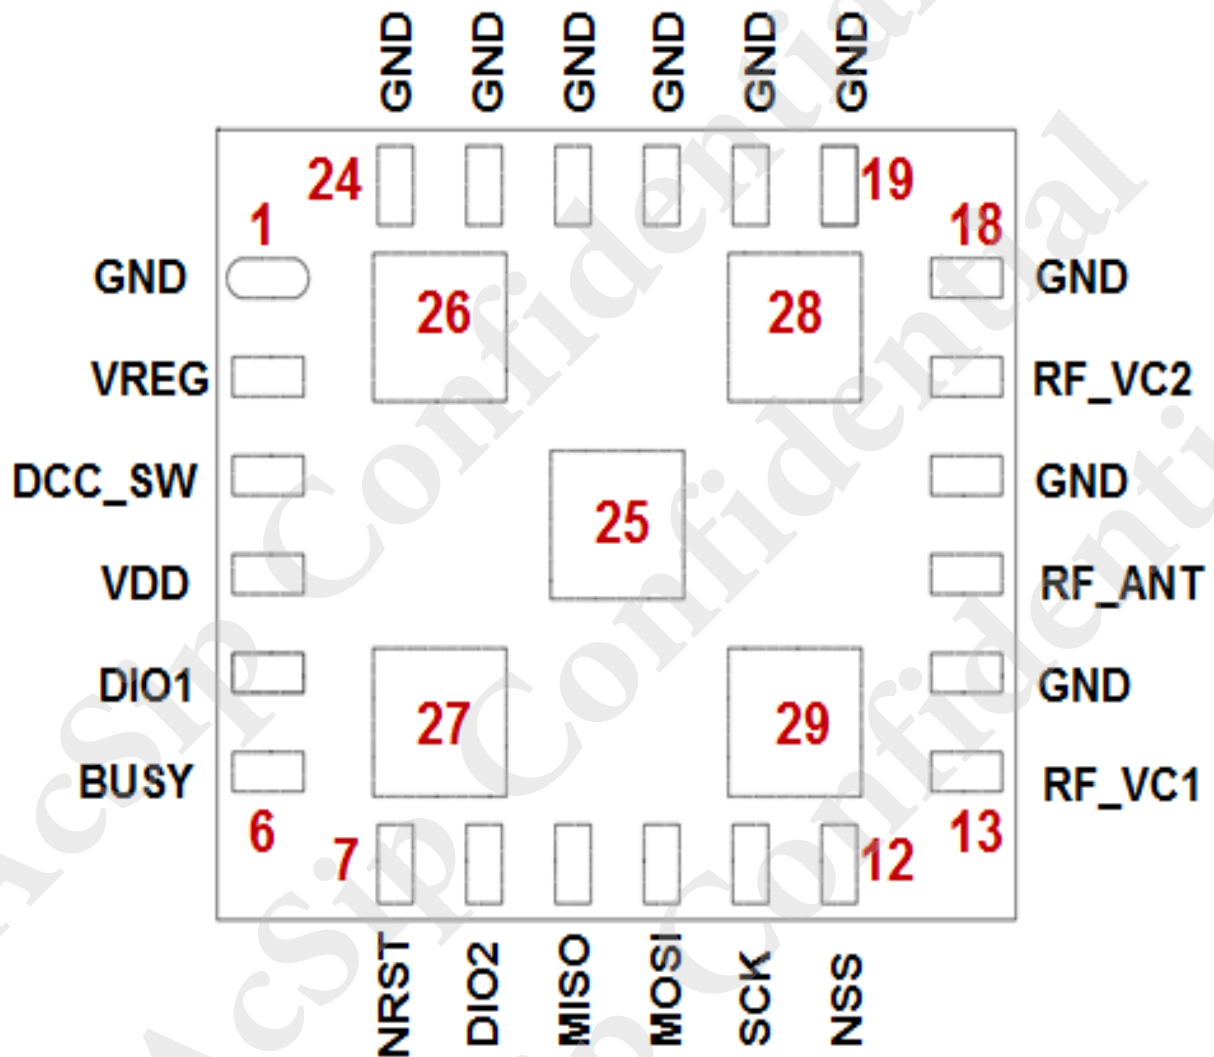 GND GND GND GND GND GND
24 19
1 18
GND GND
26 28
VREG RF_VC2
DCC_SW GND
25
VDD RF_ANT
DIO1 GND
27 29
BUSY RF_VC1
6 7 12 13
NRST DIO2 MISO MOSI SCK NSS
AcSip Confidential
AcSip Confidential
AcSip Confidenti